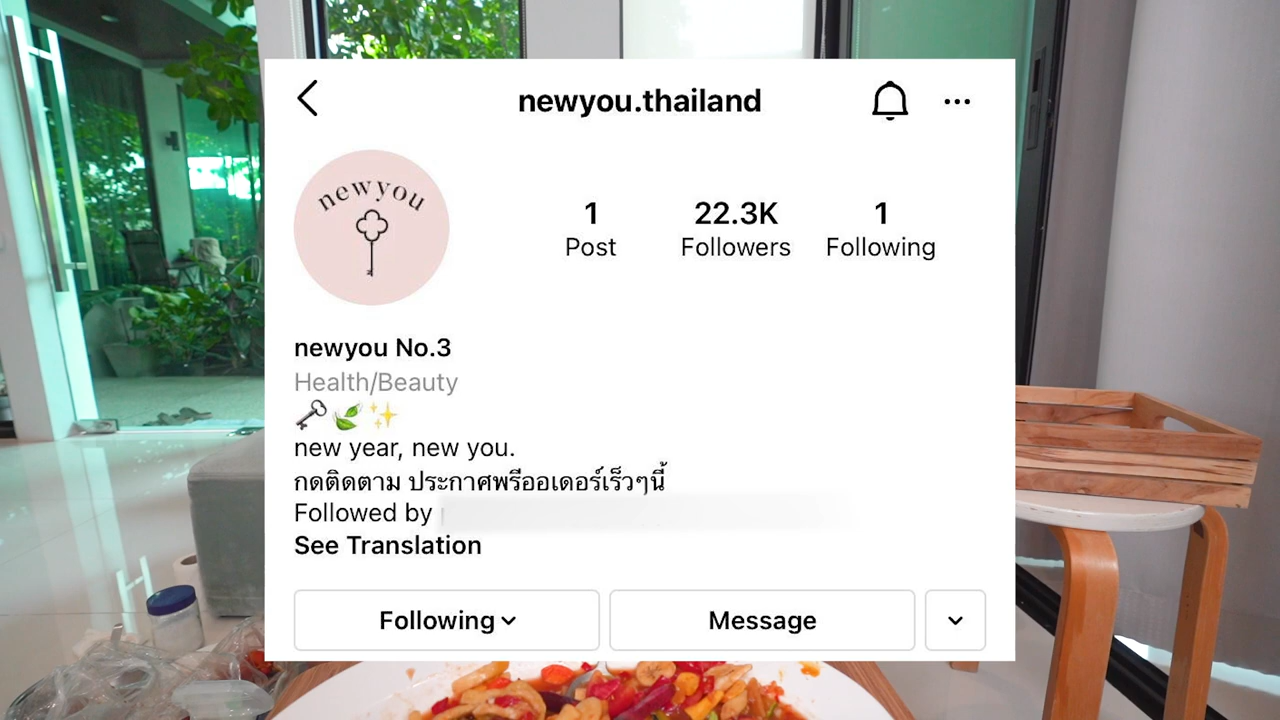 newyou.thailand
newyou
1
Post
22.3K
Followers
1
Following
newyou No.3
Health/Beauty
🗝🌿✨
new year, new you.
กดติดตาม ประกาศพรีออเดอร์เร็วๆนี้
Followed by
See Translation
Following
Message